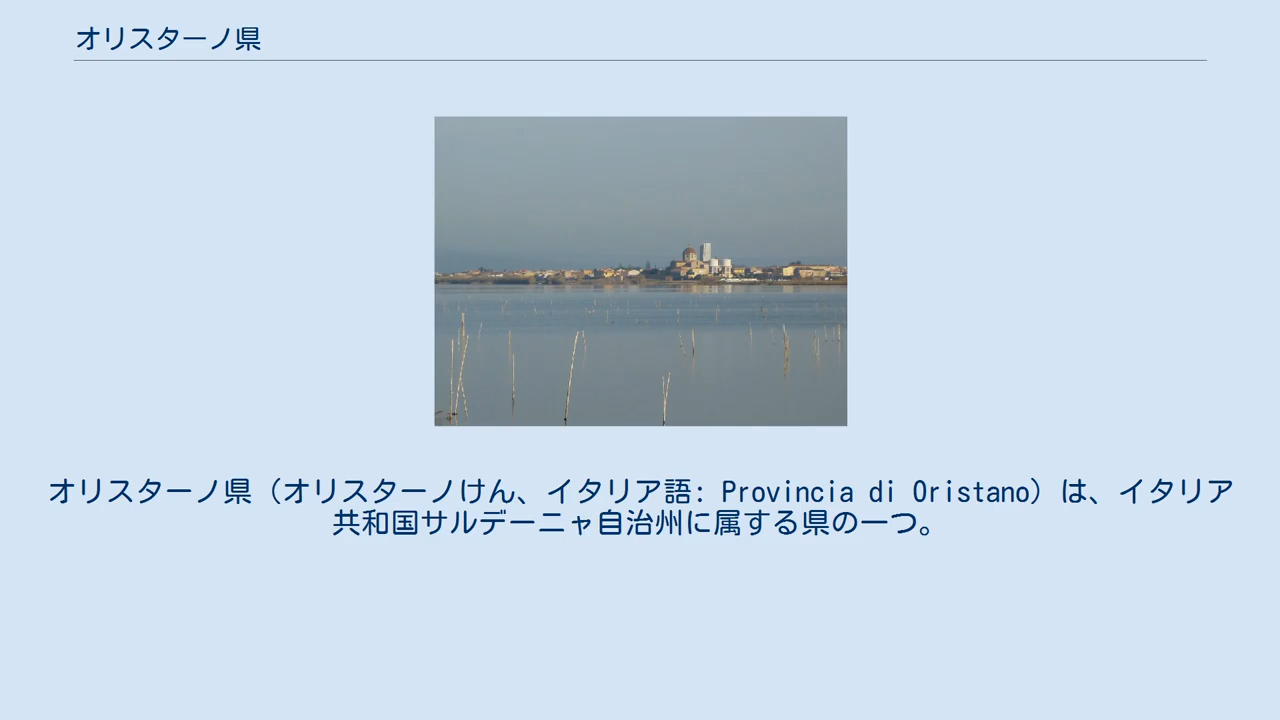 オリスターノ県
オリスターノ県（オリスターノけん、イタリア語: Provincia di Oristano）は、イタリア
共和国サルデーニャ自治州に属する県の一つ。